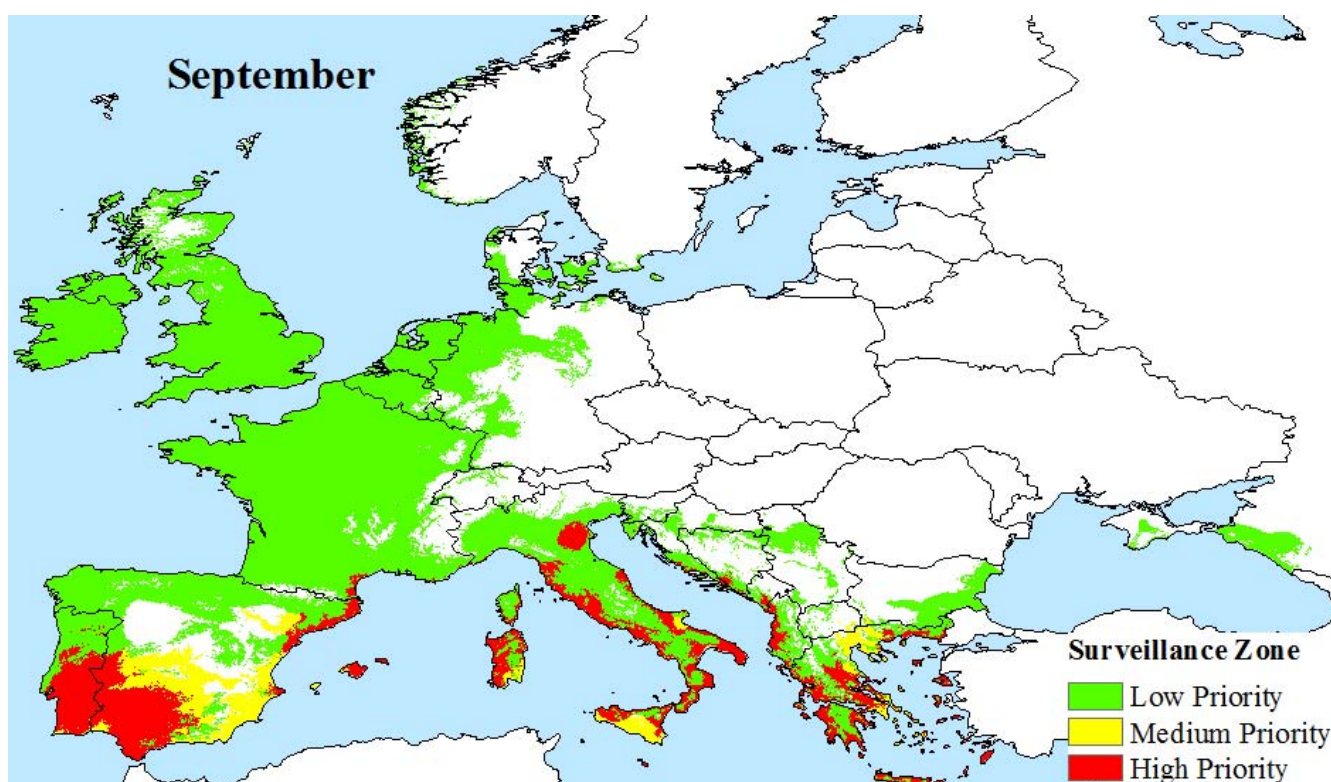 September
Surveillance Zone
Low Priority
Medium Priority
High Priority